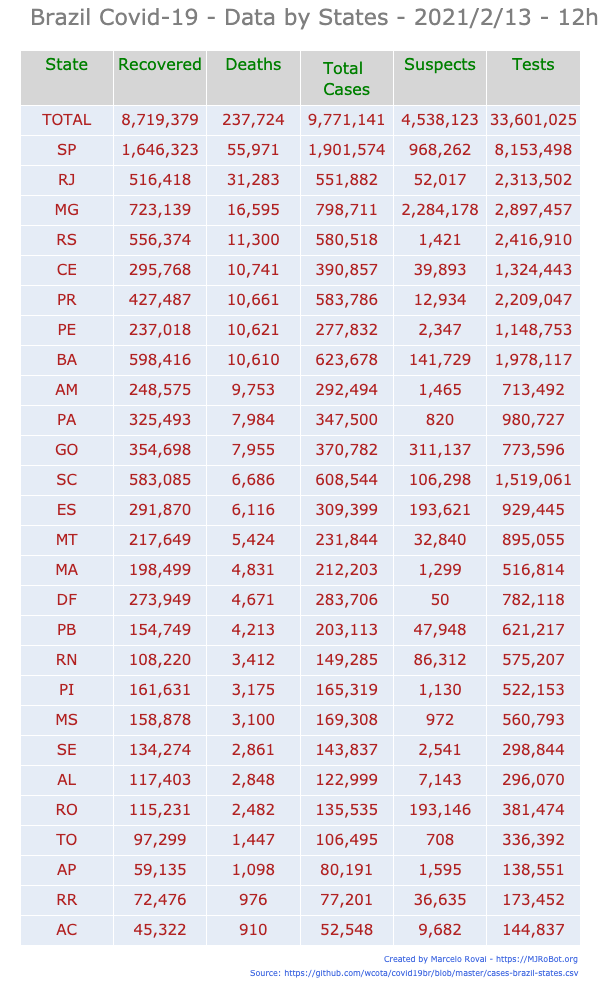 Brazil Covid-19 - Data by States - 2021/2/13 - 12h
State Recovered Deaths Total Cases Suspects Tests
TOTAL 8,719,379 237,724 9,771,141 4,538,123 33,601,025
SP 1,646,323 55,971 1,901,574 968,262 8,153,498
RJ 516,418 31,283 551,882 52,017 2,313,502
MG 723,139 16,595 798,711 2,284,178 2,897,457
RS 556,374 11,300 580,518 1,421 2,416,910
CE 295,768 10,741 390,857 39,893 1,324,443
PR 427,487 10,661 583,786 12,934 2,209,047
PE 237,018 10,621 277,832 2,347 1,148,753
BA 598,416 10,610 623,678 141,729 1,978,117
AM 248,575 9,753 292,494 1,465 713,492
PA 325,493 7,984 347,500 820 980,727
GO 354,698 7,955 370,782 311,137 773,596
SC 583,085 6,686 608,544 106,298 1,519,061
ES 291,870 6,116 309,399 193,621 929,445
MT 217,649 5,424 231,844 32,840 895,055
MA 198,499 4,831 212,203 1,299 516,814
DF 273,949 4,671 283,706 50 782,118
PB 154,749 4,213 203,113 47,948 621,217
RN 108,220 3,412 149,285 86,312 575,207
PI 161,631 3,175 165,319 1,130 522,153
MS 158,878 3,100 169,308 972 560,793
SE 134,274 2,861 143,837 2,541 298,844
AL 117,403 2,848 122,999 7,143 296,070
RO 115,231 2,482 135,535 193,146 381,474
TO 97,299 1,447 106,495 708 336,392
AP 59,135 1,098 80,191 1,595 138,551
RR 72,476 976 77,201 36,635 173,452
AC 45,322 910 52,548 9,682 144,837
Created by Marcelo Rovai - https://MJRoBot.org
Source: https://github.com/wcota/covid19br/blob/master/cases-brazil-states.csv